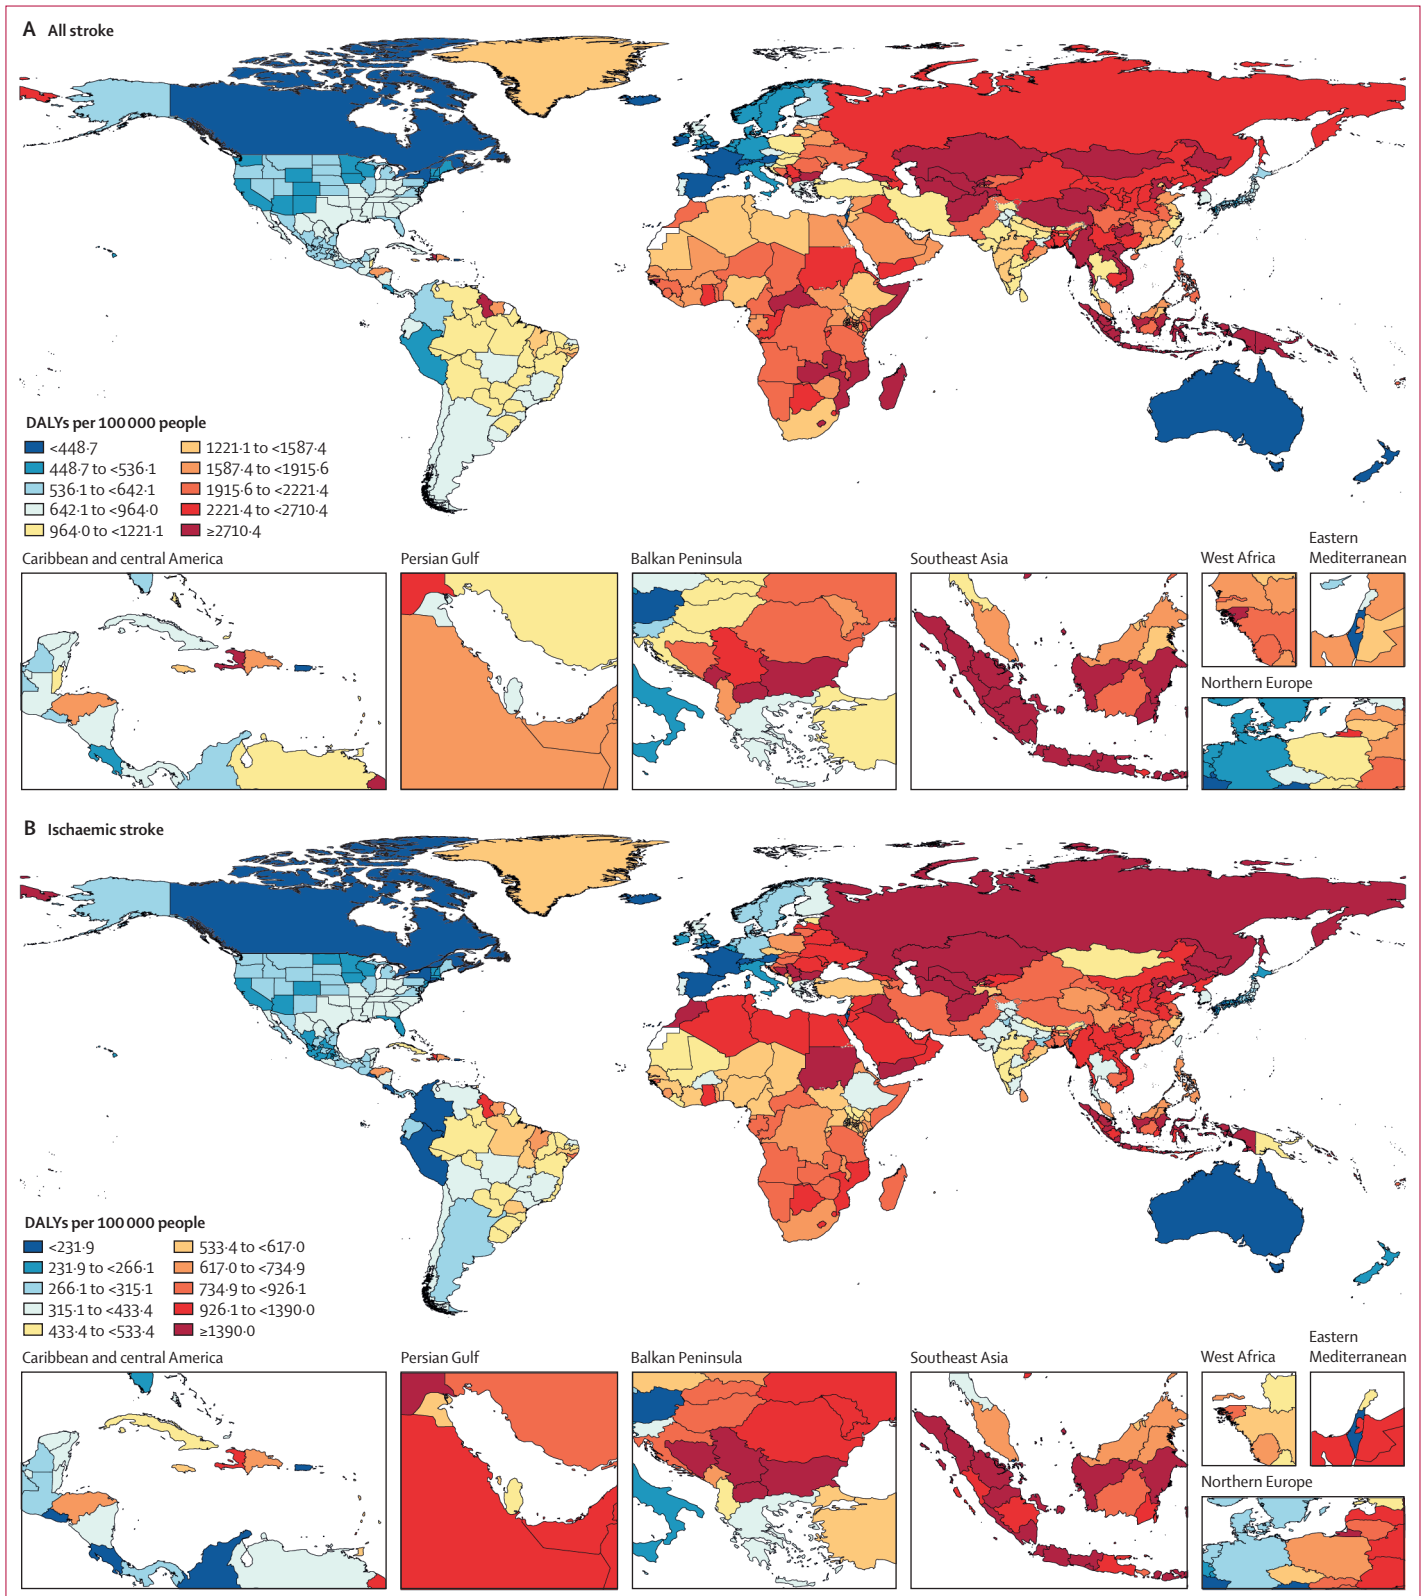 A All stroke
DALYs per 100 000 people
<448·7
448·7 to <536·1
536·1 to <642·1
642·1 to <964·0
964·0 to <1221·1
1221·1 to <1587·4
1587·4 to <1915·6
1915·6 to <2221·4
2221·4 to <2710·4
≥2710·4
Caribbean and central America
Persian Gulf
Balkan Peninsula
Southeast Asia
West Africa
Eastern
Mediterranean
Northern Europe
B Ischaemic stroke
DALYs per 100 000 people
<231·9
231·9 to <266·1
266·1 to <315·1
315·1 to <433·4
433·4 to <533·4
533·4 to <617·0
617·0 to <734·9
734·9 to <926·1
926·1 to <1390·0
≥1390·0
Caribbean and central America
Persian Gulf
Balkan Peninsula
Southeast Asia
West Africa
Eastern
Mediterranean
Northern Europe